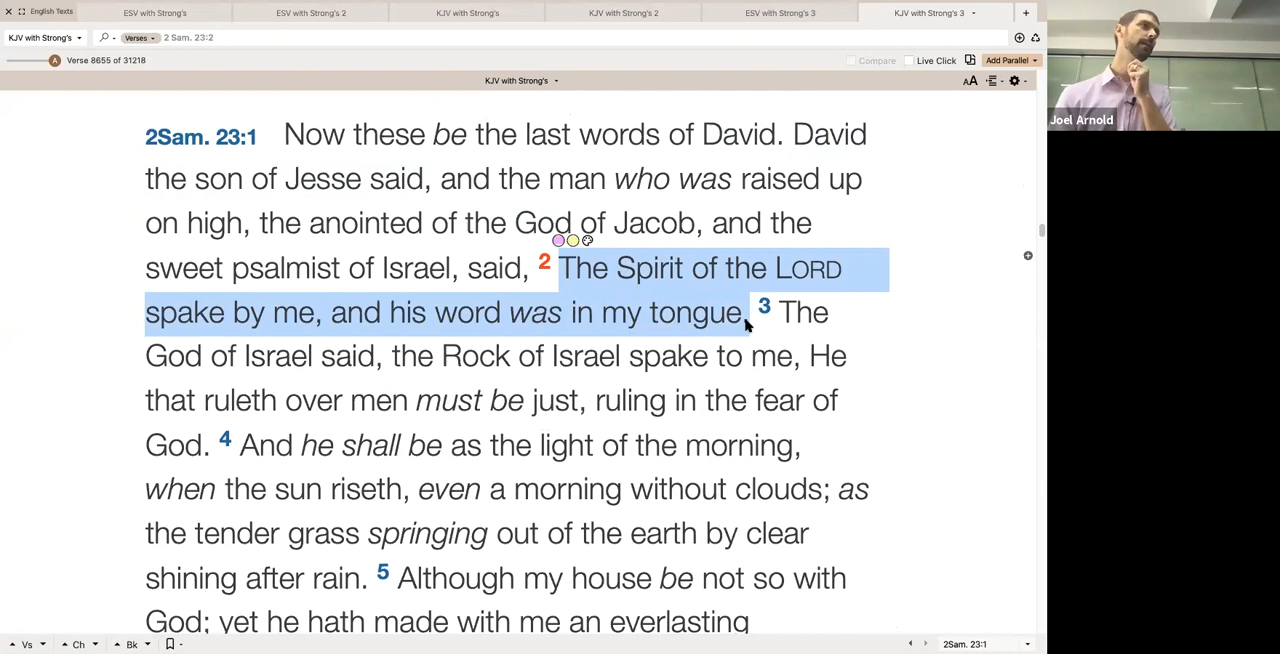 English Texts
ESV with Strong's
ESV with Strong's 2
KJV with Strong's
KJV with Strong's 2
ESV with Strong's 3
KJV with Strong's 3
KJV with Strong's
Verses
2 Sam. 23:2
Verse 8655 of 31218
Compare
Live Click
Add Parallel
KJV with Strong's
AA
2Sam. 23:1 Now these be the last words of David. David
the son of Jesse said, and the man who was raised up
on high, the anointed of the God of Jacob, and the
sweet psalmist of Israel, said, 2 The Spirit of the LORD
spake by me, and his word was in my tongue. 3 The
God of Israel said, the Rock of Israel spake to me, He
that ruleth over men must be just, ruling in the fear of
God. 4 And he shall be as the light of the morning,
when the sun riseth, even a morning without clouds; as
the tender grass springing out of the earth by clear
shining after rain. 5 Although my house be not so with
God; yet he hath made with me an everlasting
Vs
Ch
Bk
2Sam. 23:1
Joel Arnold